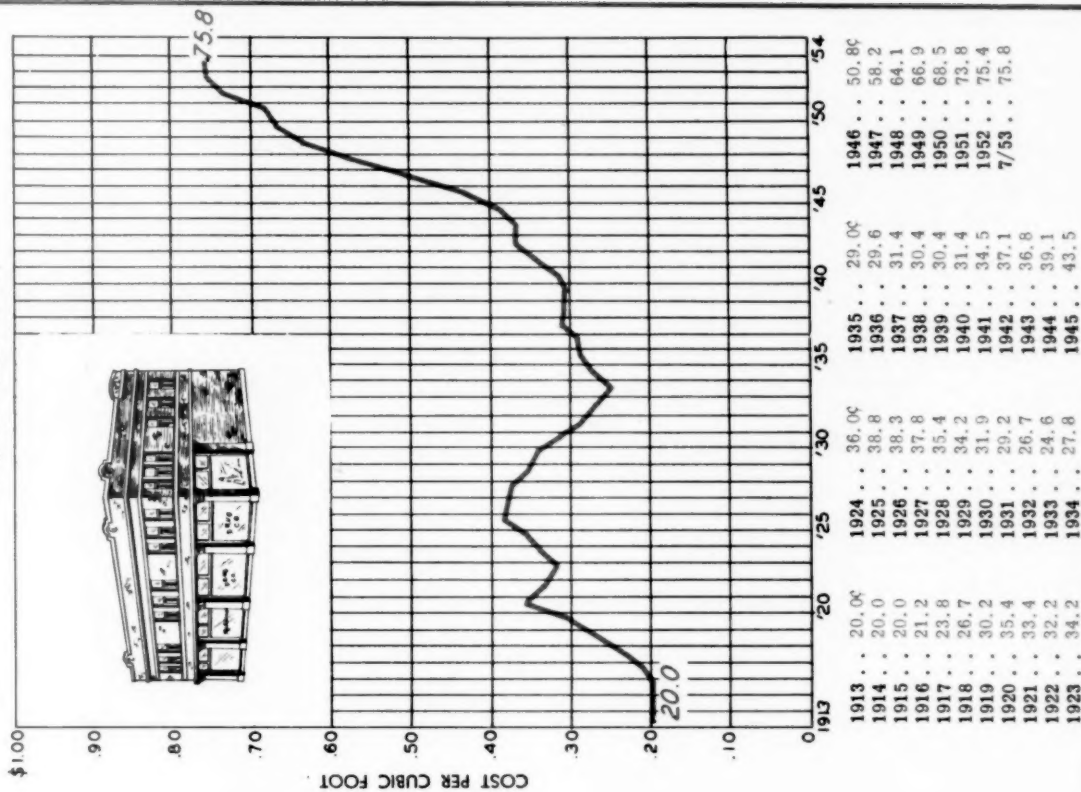 $1.00
.90
.80
.70
.60
.50
.40
.30
.20
.10
0
COST PER CUBIC FOOT
20.0
75.8
1913 '20 '25 '30 '35 '40 '45 '50 '54
1913 . . 20.0¢
1914 . . 20.0
1915 . . 20.0
1916 . . 21.2
1917 . . 23.8
1918 . . 26.7
1919 . . 30.2
1920 . . 35.4
1921 . . 33.4
1922 . . 32.2
1923 . . 34.2
1924 . . 36.0¢
1925 . . 38.8
1926 . . 38.3
1927 . . 37.8
1928 . . 35.4
1929 . . 34.2
1930 . . 31.9
1931 . . 29.2
1932 . . 26.7
1933 . . 24.6
1934 . . 27.8
1935 . . 29.0¢
1936 . . 29.6
1937 . . 31.4
1938 . . 30.4
1939 . . 30.4
1940 . . 31.4
1941 . . 34.5
1942 . . 37.1
1943 . . 36.8
1944 . . 39.1
1945 . . 43.5
1946 . . 50.8¢
1947 . . 58.2
1948 . . 64.1
1949 . . 66.9
1950 . . 68.5
1951 . . 73.8
1952 . . 75.4
7/53 . . 75.8